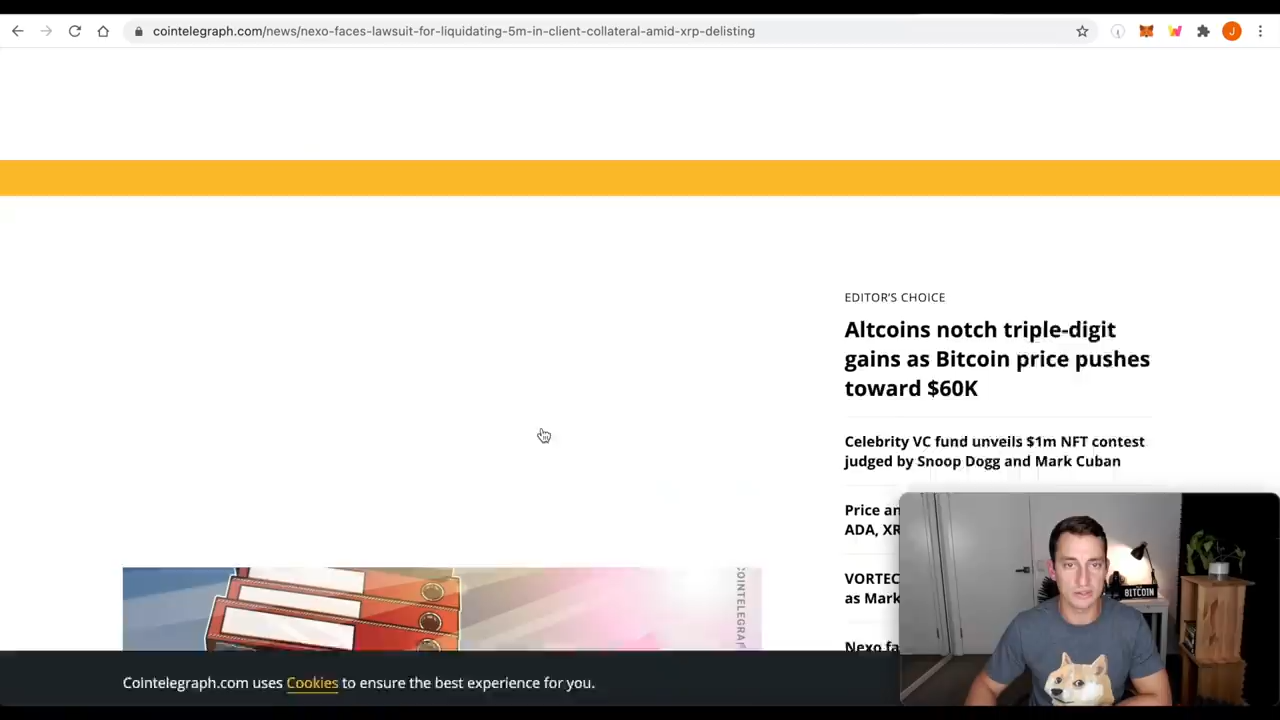 cointelegraph.com/news/nexo-faces-lawsuit-for-liquidating-5m-in-client-collateral-amid-xrp-delisting
J
EDITOR'S CHOICE
Altcoins notch triple-digit
gains as Bitcoin price pushes
toward $60K
Celebrity VC fund unveils $1m NFT contest
judged by Snoop Dogg and Mark Cuban
Price an
ADA, XR
VORTEC
as Mark
Nexo fa
COINTELEGRAP
BITCOIN
Cointelegraph.com uses Cookies to ensure the best experience for you.